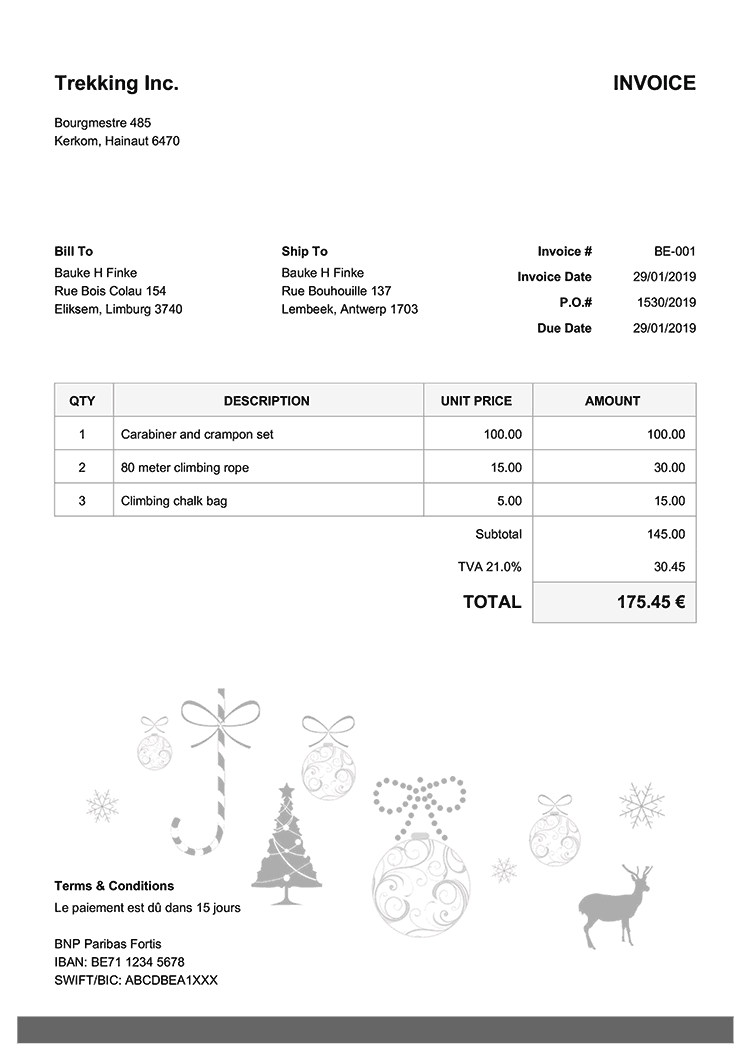 Trekking Inc.
INVOICE
Bourgmestre 485
Kerkom, Hainaut 6470
Bill To
Bauke H Finke
Rue Bois Colau 154
Eliksem, Limburg 3740
Ship To
Bauke H Finke
Rue Bouhouille 137
Lembeek, Antwerp 1703
Invoice # BE-001
Invoice Date 29/01/2019
P.O.# 1530/2019
Due Date 29/01/2019
QTY DESCRIPTION UNIT PRICE AMOUNT
1 Carabiner and crampon set 100.00 100.00
2 80 meter climbing rope 15.00 30.00
3 Climbing chalk bag 5.00 15.00
Subtotal 145.00
TVA 21.0% 30.45
TOTAL 175.45 €
Terms & Conditions
Le paiement est dû dans 15 jours
BNP Paribas Fortis
IBAN: BE71 1234 5678
SWIFT/BIC: ABCDBEA1XXX